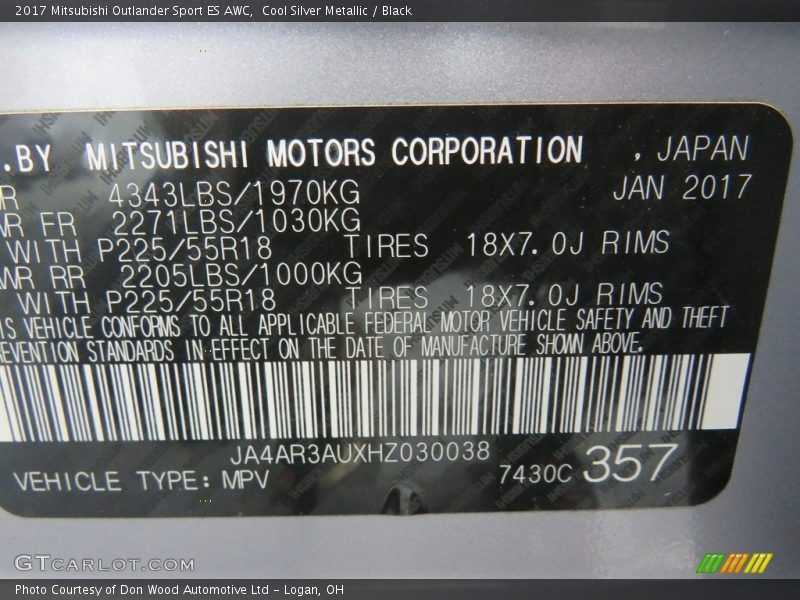 2017 Mitsubishi Outlander Sport ES AWC, Cool Silver Metallic / Black
.BY MITSUBISHI MOTORS CORPORATION , JAPAN
R 4343LBS/1970KG JAN 2017
WR FR 2271LBS/1030KG
WITH P225/55R18 TIRES 18X7.0J RIMS
WR RR 2205LBS/1000KG
WITH P225/55R18 TIRES 18X7.0J RIMS
IS VEHICLE CONFORMS TO ALL APPLICABLE FEDERAL MOTOR VEHICLE SAFETY AND THEFT
EVENTION STANDARDS IN EFFECT ON THE DATE OF MANUFACTURE SHOWN ABOVE.
JA4AR3AUXHZ030038
VEHICLE TYPE: MPV 7430C 357
GTCARLOT.COM
Photo Courtesy of Don Wood Automotive Ltd - Logan, OH